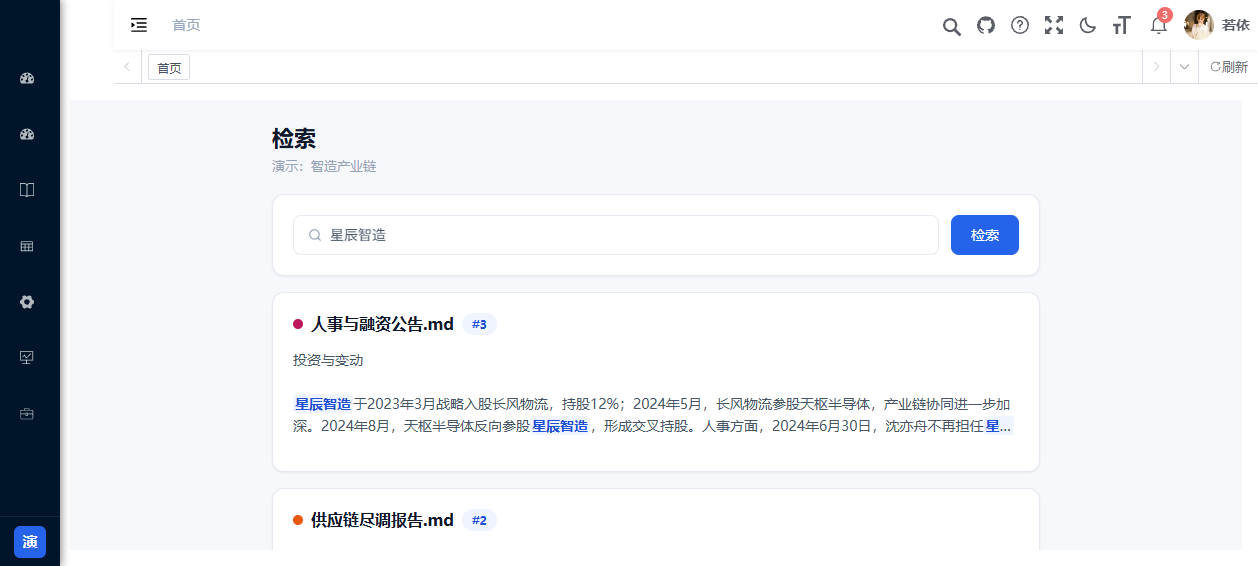 首页
3
若依
首页
刷新
检索
演示：智造产业链
星辰智造
检索
人事与融资公告.md #3
投资与变动
星辰智造于2023年3月战略入股长风物流，持股12%；2024年5月，长风物流参股天枢半导体，产业链协同进一步加
深。2024年8月，天枢半导体反向参股星辰智造，形成交叉持股。人事方面，2024年6月30日，沈亦舟不再担任星...
供应链尽调报告.md #2
演